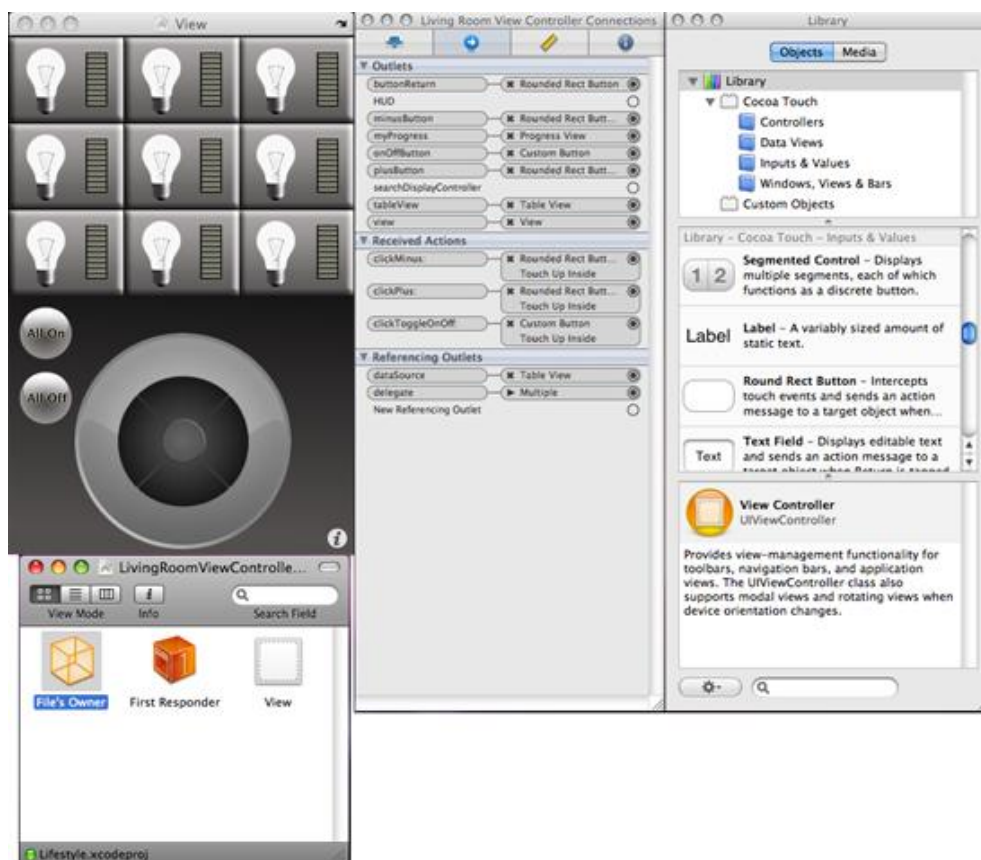 View
All On
All Off
i
LivingRoomViewControlle...
View Mode
Info
Search Field
File's Owner
First Responder
View
Lifestyle.xcodeproj
Living Room View Controller Connections
Outlets
buttonReturn
Rounded Rect Button
HUD
minusButton
Rounded Rect Butt...
myProgress
Progress View
onOffButton
Custom Button
plusButton
Rounded Rect Butt...
searchDisplayController
tableView
Table View
view
View
Received Actions
clickMinus:
Rounded Rect Butt...
Touch Up Inside
clickPlus:
Rounded Rect Butt...
Touch Up Inside
clickToggleOnOff:
Custom Button
Touch Up Inside
Referencing Outlets
dataSource
Table View
delegate
Multiple
New Referencing Outlet
Library
Objects
Media
Library
Cocoa Touch
Controllers
Data Views
Inputs & Values
Windows, Views & Bars
Custom Objects
Library – Cocoa Touch – Inputs & Values
1 2
Segmented Control – Displays
multiple segments, each of which
functions as a discrete button.
Label
Label – A variably sized amount of
static text.
Round Rect Button – Intercepts
touch events and sends an action
message to a target object when...
Text
Text Field – Displays editable text
and sends an action message to a
target object when Return is tapped
View Controller
UIViewController
Provides view-management functionality for
toolbars, navigation bars, and application
views. The UIViewController class also
supports modal views and rotating views when
device orientation changes.